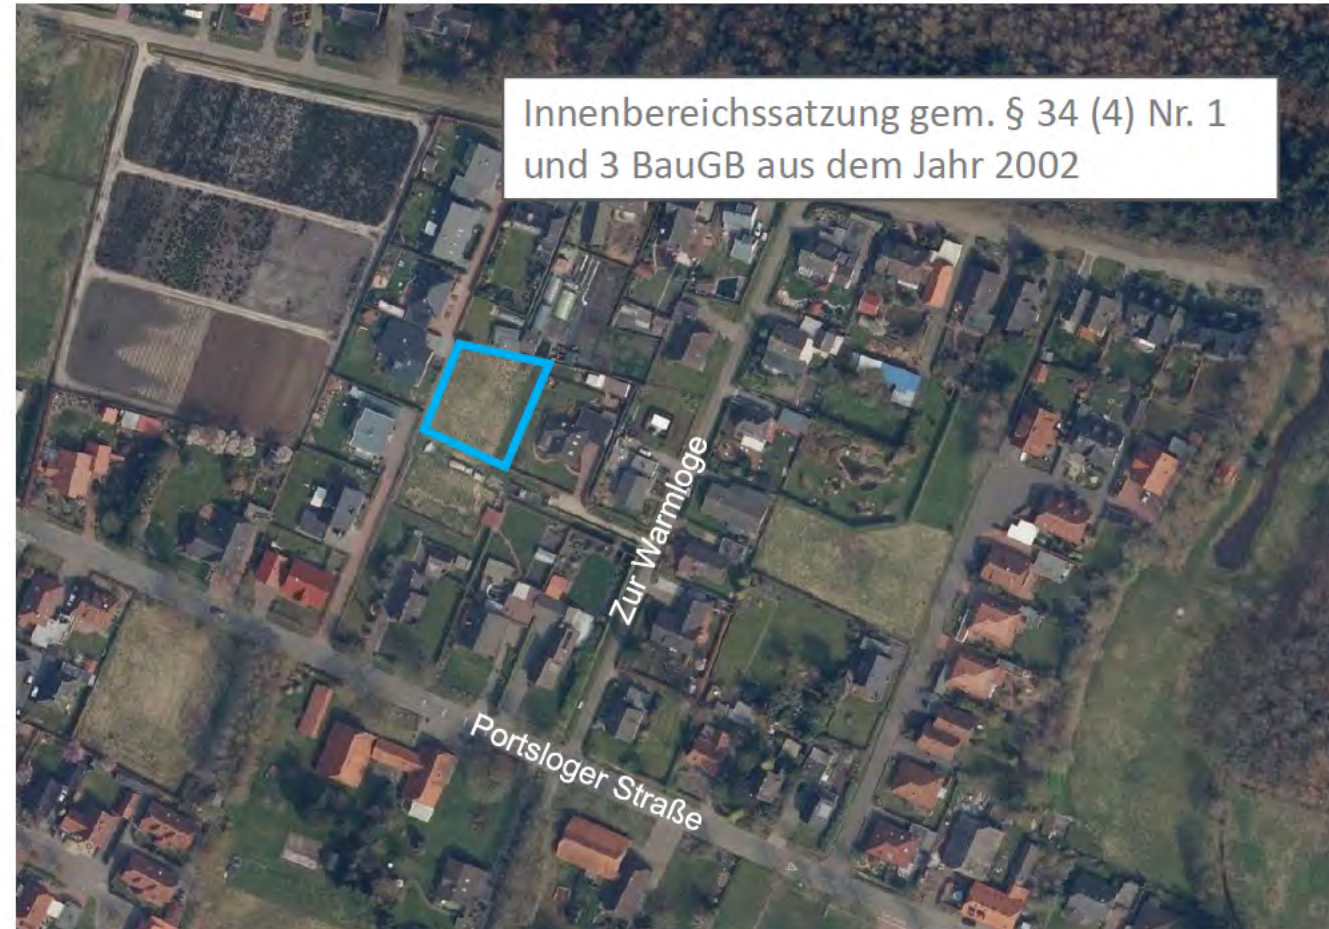 Innenbereichssatzung gem. § 34 (4) Nr. 1
und 3 BauGB aus dem Jahr 2002
Zur Warmloge
Portsloger Straße